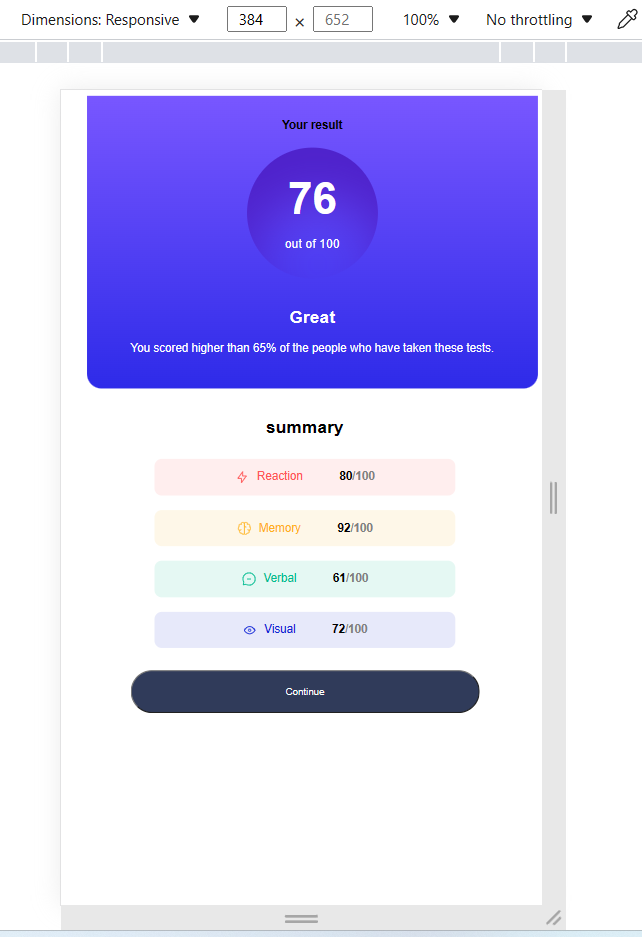 Dimensions: Responsive ▼ 384 × 652 100% ▼ No throttling ▼
Your result
76
out of 100
Great
You scored higher than 65% of the people who have taken these tests.
summary
Reaction 80/100
Memory 92/100
Verbal 61/100
Visual 72/100
Continue